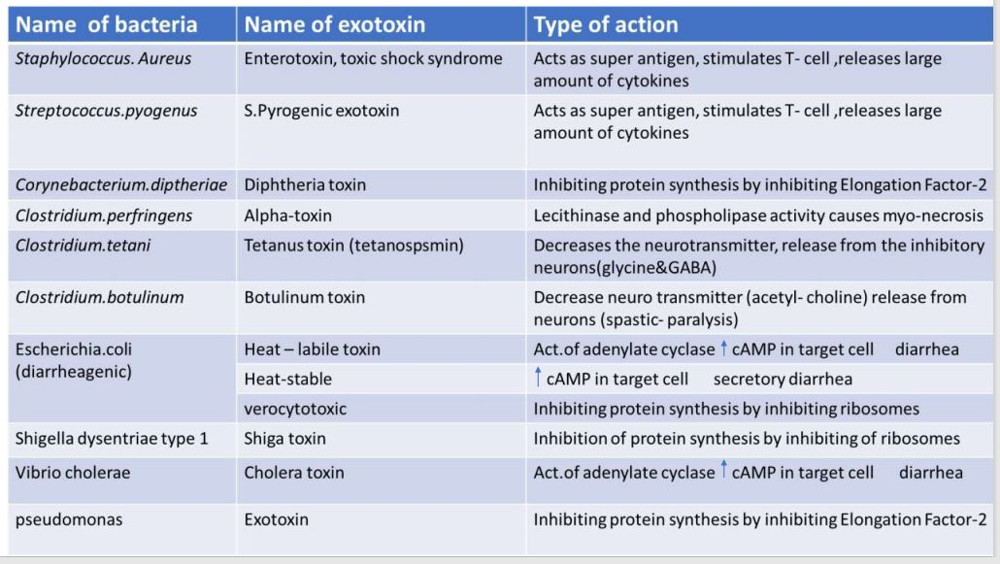 Name of bacteria Name of exotoxin Type of action
Staphylococcus. Aureus Enterotoxin, toxic shock syndrome Acts as super antigen, stimulates T- cell ,releases large
amount of cytokines
Streptococcus.pyogenus S.Pyrogenic exotoxin Acts as super antigen, stimulates T- cell ,releases large
amount of cytokines
Corynebacterium.diptheriae Diphtheria toxin Inhibiting protein synthesis by inhibiting Elongation Factor-2
Clostridium.perfringens Alpha-toxin Lecithinase and phospholipase activity causes myo-necrosis
Clostridium.tetani Tetanus toxin (tetanospsmin) Decreases the neurotransmitter, release from the inhibitory
neurons(glycine&GABA)
Clostridium.botulinum Botulinum toxin Decrease neuro transmitter (acetyl- choline) release from
neurons (spastic- paralysis)
Escherichia.coli Heat – labile toxin Act.of adenylate cyclase ↑ cAMP in target cell diarrhea
(diarrheagenic)
Heat-stable ↑ cAMP in target cell secretory diarrhea
verocytotoxic Inhibiting protein synthesis by inhibiting ribosomes
Shigella dysentriae type 1 Shiga toxin Inhibition of protein synthesis by inhibiting of ribosomes
Vibrio cholerae Cholera toxin Act.of adenylate cyclase ↑ cAMP in target cell diarrhea
pseudomonas Exotoxin Inhibiting protein synthesis by inhibiting Elongation Factor-2